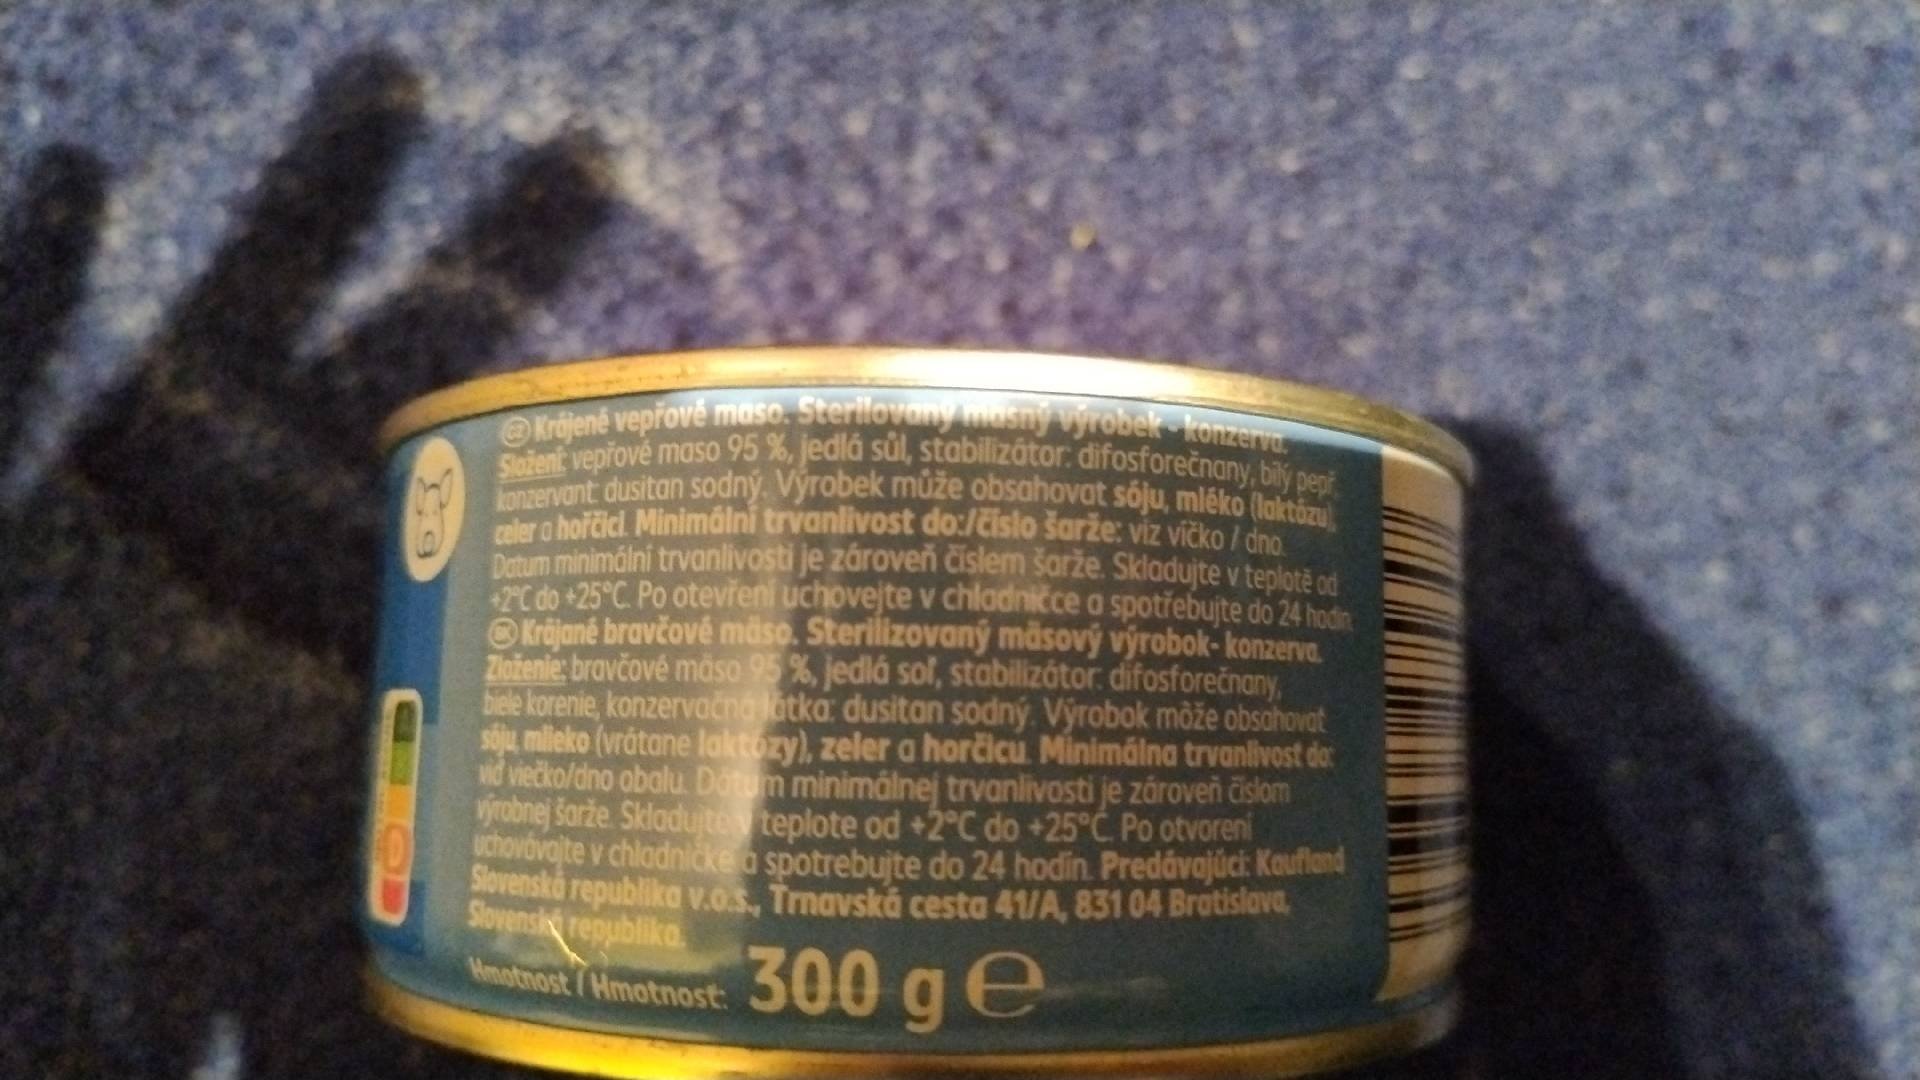 CZ Krájené vepřové maso. Sterilovaný masný výrobek - konzerva.
Složení: vepřové maso 95 %, jedlá sůl, stabilizátor: difosforečnany, bílý pepř,
konzervant: dusitan sodný. Výrobek může obsahovat sóju, mléko (laktózu),
celer a hořčici. Minimální trvanlivost do:/číslo šarže: viz víčko / dno.
Datum minimální trvanlivosti je zároveň číslem šarže. Skladujte v teplotě od
+2°C do +25°C. Po otevření uchovejte v chladničce a spotřebujte do 24 hodin.
SK Krájané bravčové mäso. Sterilizovaný mäsový výrobok- konzerva.
Zloženie: bravčové mäso 95 %, jedlá soľ, stabilizátor: difosforečnany,
biele korenie, konzervačná látka: dusitan sodný. Výrobok môže obsahovať
sóju, mlieko (vrátane laktózy), zeler a horčicu. Minimálna trvanlivosť do:
viď viečko/dno obalu. Dátum minimálnej trvanlivosti je zároveň číslom
výrobnej šarže. Skladujte v teplote od +2°C do +25°C. Po otvorení
uchovávajte v chladničke a spotrebujte do 24 hodín. Predávajúci: Kaufland
Slovenská republika v.o.s., Trnavská cesta 41/A, 831 04 Bratislava,
Slovenská republika.
Hmotnost / Hmotnosť: 300 g e
D